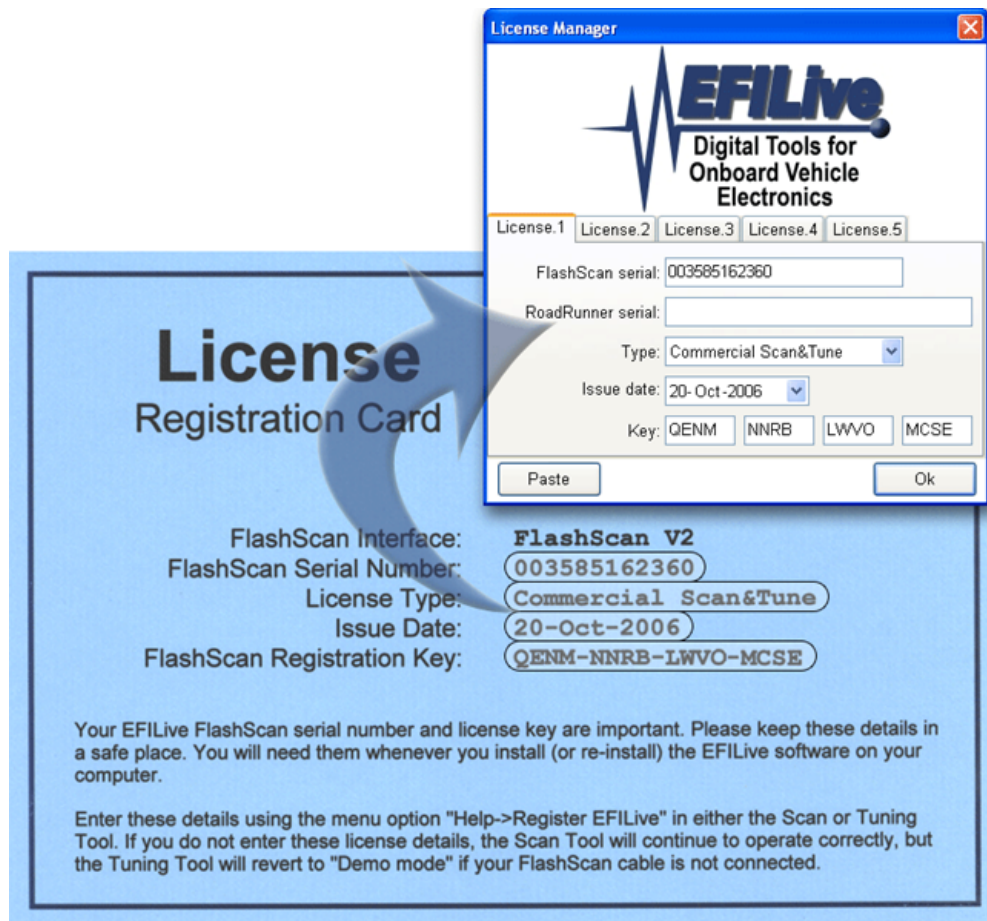 License Manager
EFILive
Digital Tools for
Onboard Vehicle
Electronics
License.1 License.2 License.3 License.4 License.5
FlashScan serial: 003585162360
RoadRunner serial:
Type: Commercial Scan&Tune
Issue date: 20-Oct-2006
Key: QENM NNRB LWVO MCSE
Paste Ok
License
Registration Card
FlashScan Interface: FlashScan V2
FlashScan Serial Number: 003585162360
License Type: Commercial Scan&Tune
Issue Date: 20-Oct-2006
FlashScan Registration Key: QENM-NNRB-LWVO-MCSE
Your EFILive FlashScan serial number and license key are important. Please keep these details in
a safe place. You will need them whenever you install (or re-install) the EFILive software on your
computer.
Enter these details using the menu option "Help->Register EFILive" in either the Scan or Tuning
Tool. If you do not enter these license details, the Scan Tool will continue to operate correctly, but
the Tuning Tool will revert to "Demo mode" if your FlashScan cable is not connected.